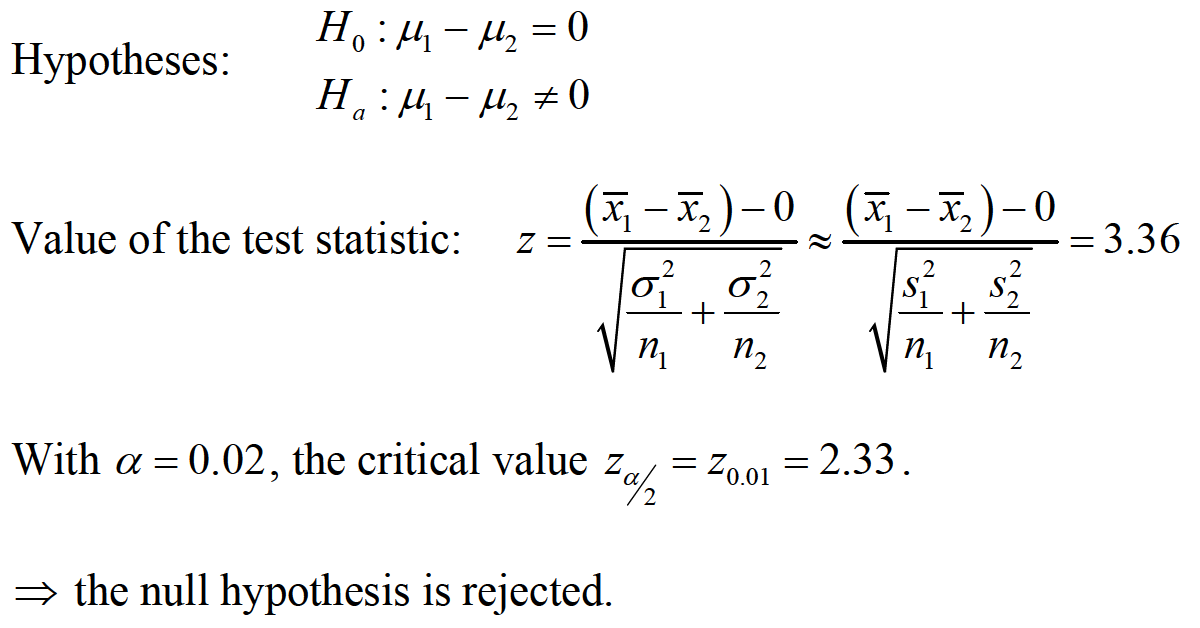 Hypotheses: H₀ : μ₁ − μ₂ = 0
Hₐ : μ₁ − μ₂ ≠ 0
Value of the test statistic: z = ((x̅₁ − x̅₂) − 0) / √(σ₁²/n₁ + σ₂²/n₂) ≈ ((x̅₁ − x̅₂) − 0) / √(s₁²/n₁ + s₂²/n₂) = 3.36
With α = 0.02, the critical value z_{α/2} = z_{0.01} = 2.33.
⇒ the null hypothesis is rejected.